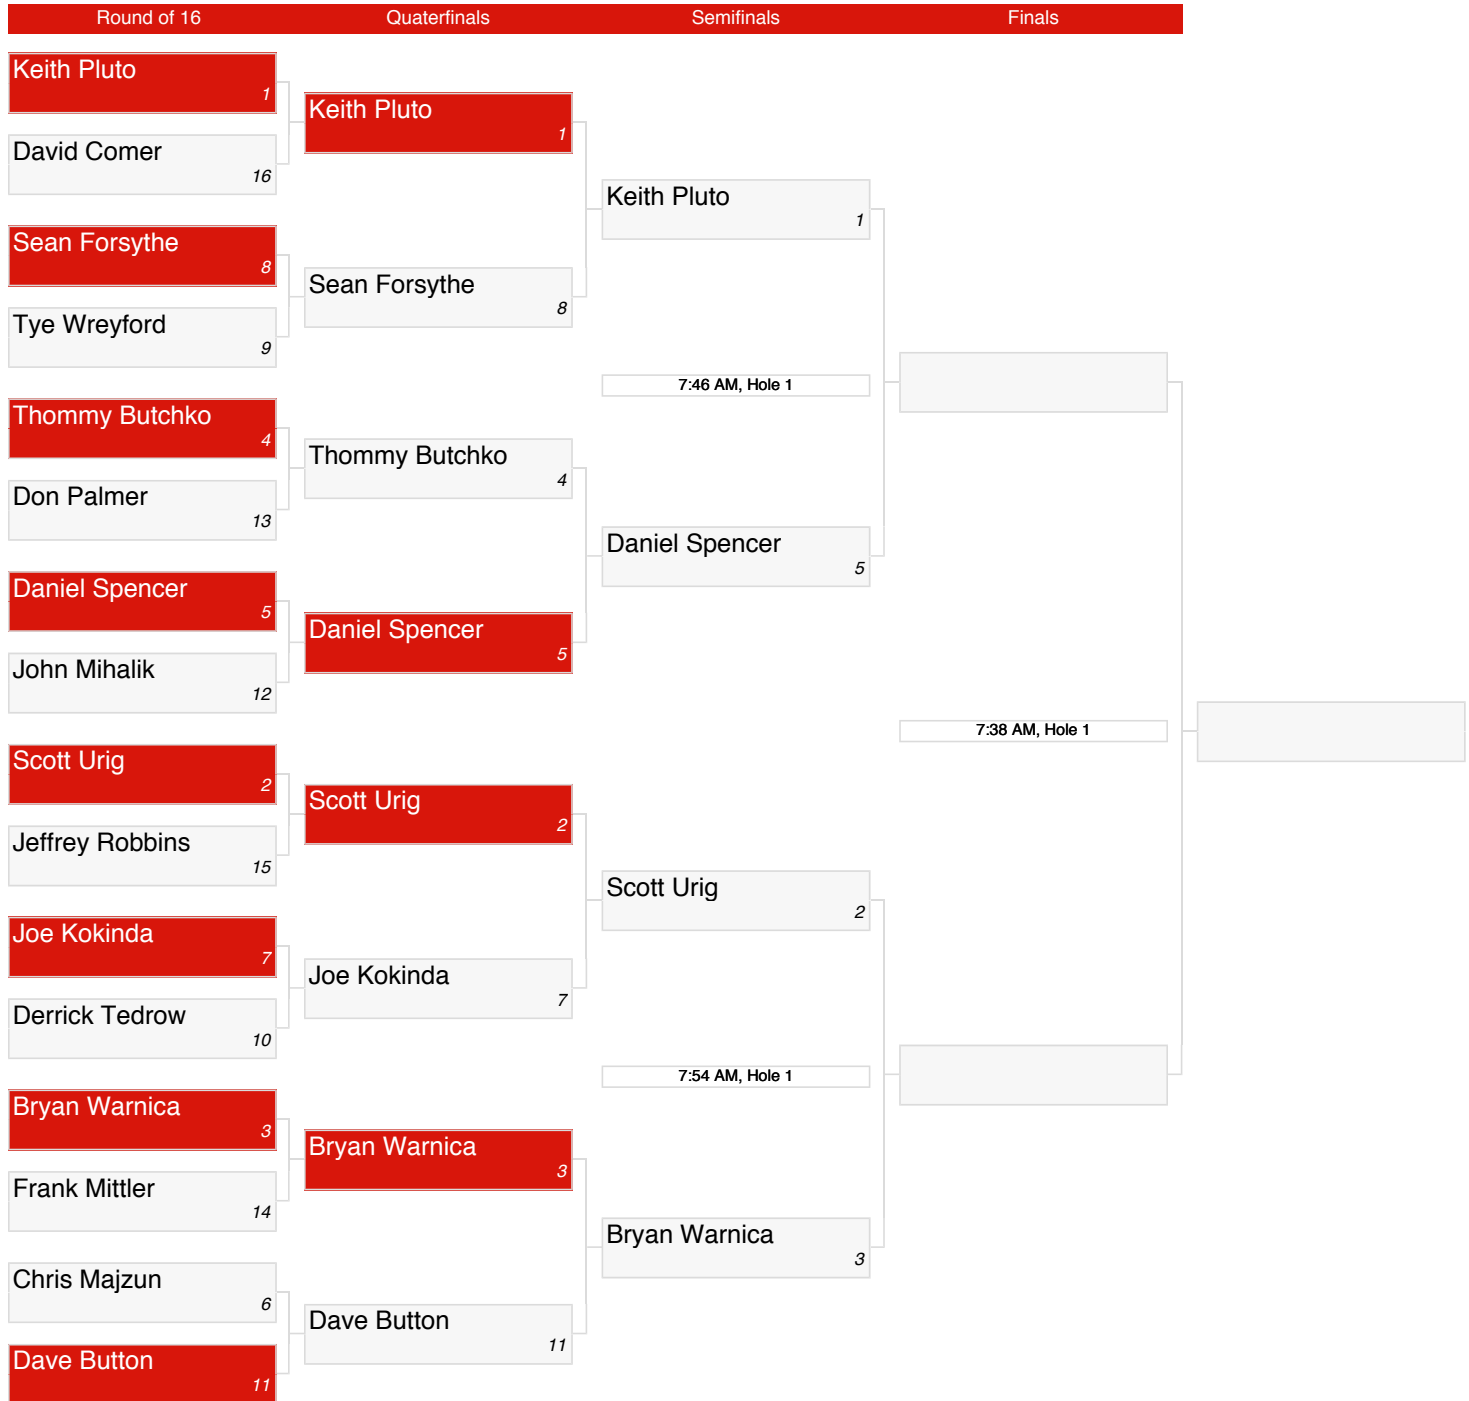 Round of 16
Quaterfinals
Semifinals
Finals
Keith Pluto
1
David Comer
16
Sean Forsythe
8
Tye Wreyford
9
Thommy Butchko
4
Don Palmer
13
Daniel Spencer
5
John Mihalik
12
Scott Urig
2
Jeffrey Robbins
15
Joe Kokinda
7
Derrick Tedrow
10
Bryan Warnica
3
Frank Mittler
14
Chris Majzun
6
Dave Button
11
Keith Pluto
1
Sean Forsythe
8
Thommy Butchko
4
Daniel Spencer
5
Scott Urig
2
Joe Kokinda
7
Bryan Warnica
3
Dave Button
11
Keith Pluto
1
7:46 AM, Hole 1
Daniel Spencer
5
Scott Urig
2
7:54 AM, Hole 1
Bryan Warnica
3
7:38 AM, Hole 1